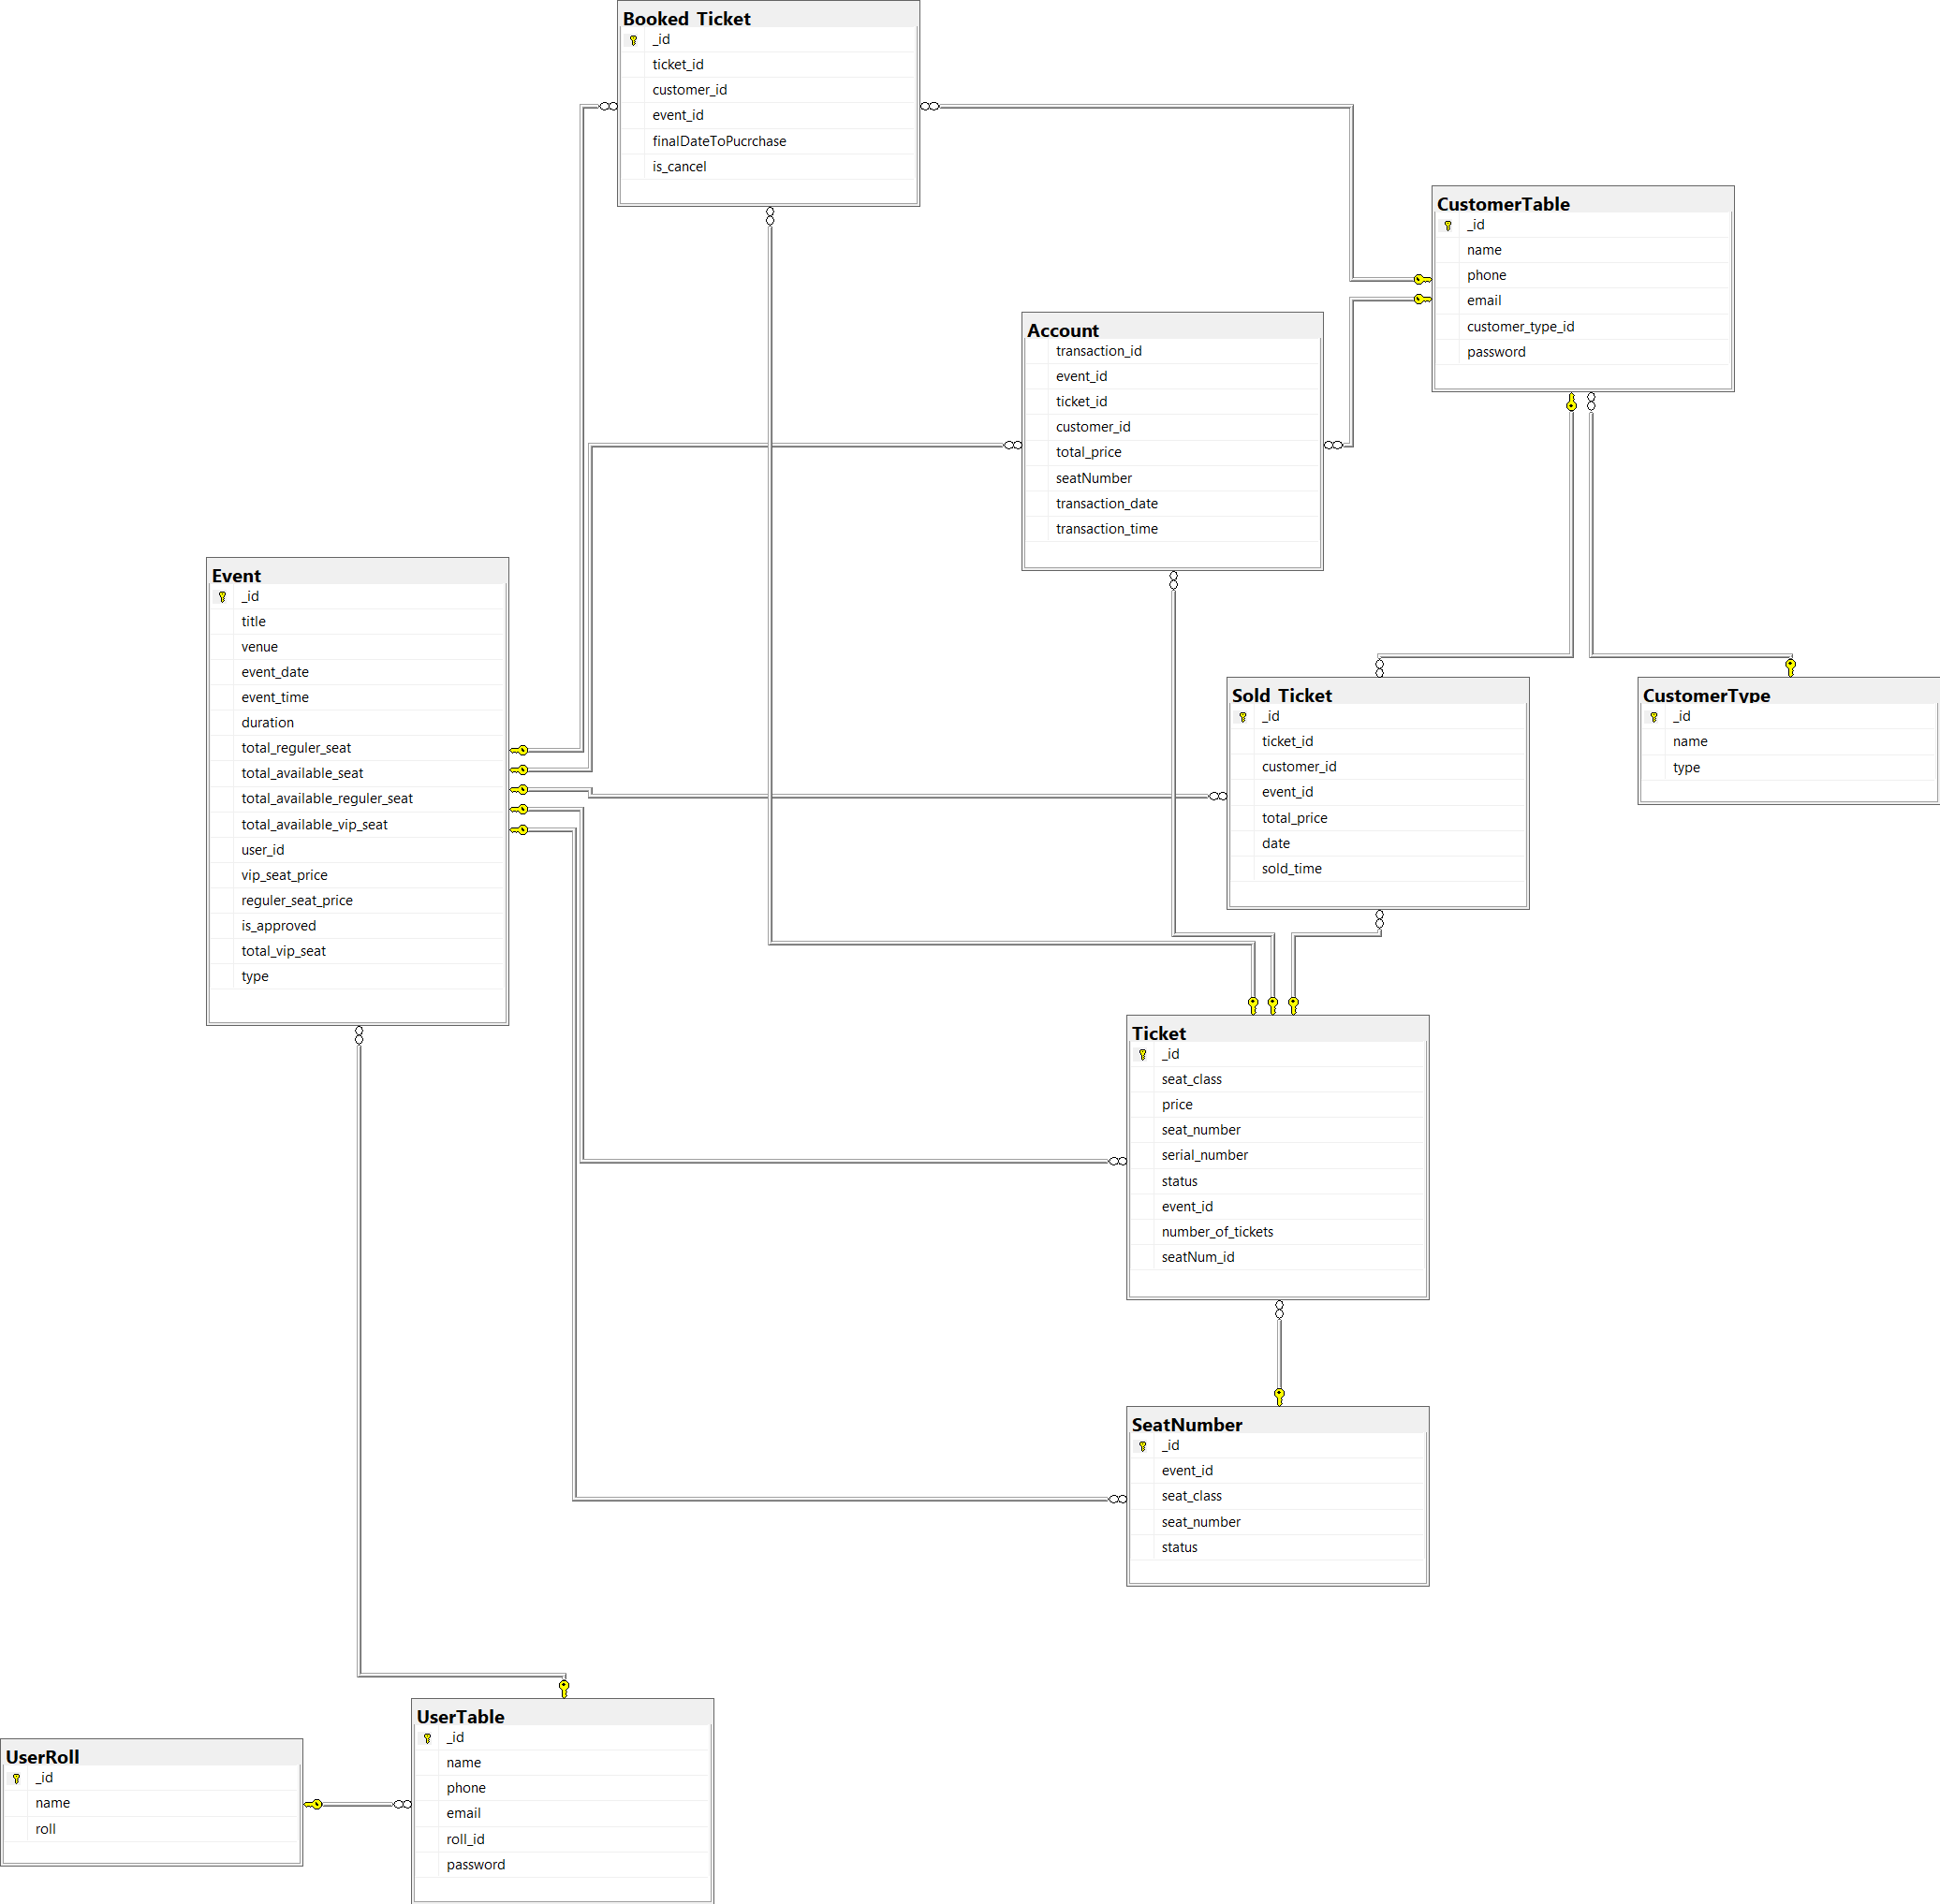 Booked_Ticket
_id
ticket_id
customer_id
event_id
finalDateToPucrchase
is_cancel
CustomerTable
_id
name
phone
email
customer_type_id
password
Account
transaction_id
event_id
ticket_id
customer_id
total_price
seatNumber
transaction_date
transaction_time
Event
_id
title
venue
event_date
event_time
duration
total_reguler_seat
total_available_seat
total_available_reguler_seat
total_available_vip_seat
user_id
vip_seat_price
reguler_seat_price
is_approved
total_vip_seat
type
Sold_Ticket
_id
ticket_id
customer_id
event_id
total_price
date
sold_time
CustomerType
_id
name
type
Ticket
_id
seat_class
price
seat_number
serial_number
status
event_id
number_of_tickets
seatNum_id
SeatNumber
_id
event_id
seat_class
seat_number
status
UserTable
_id
name
phone
email
roll_id
password
UserRoll
_id
name
roll